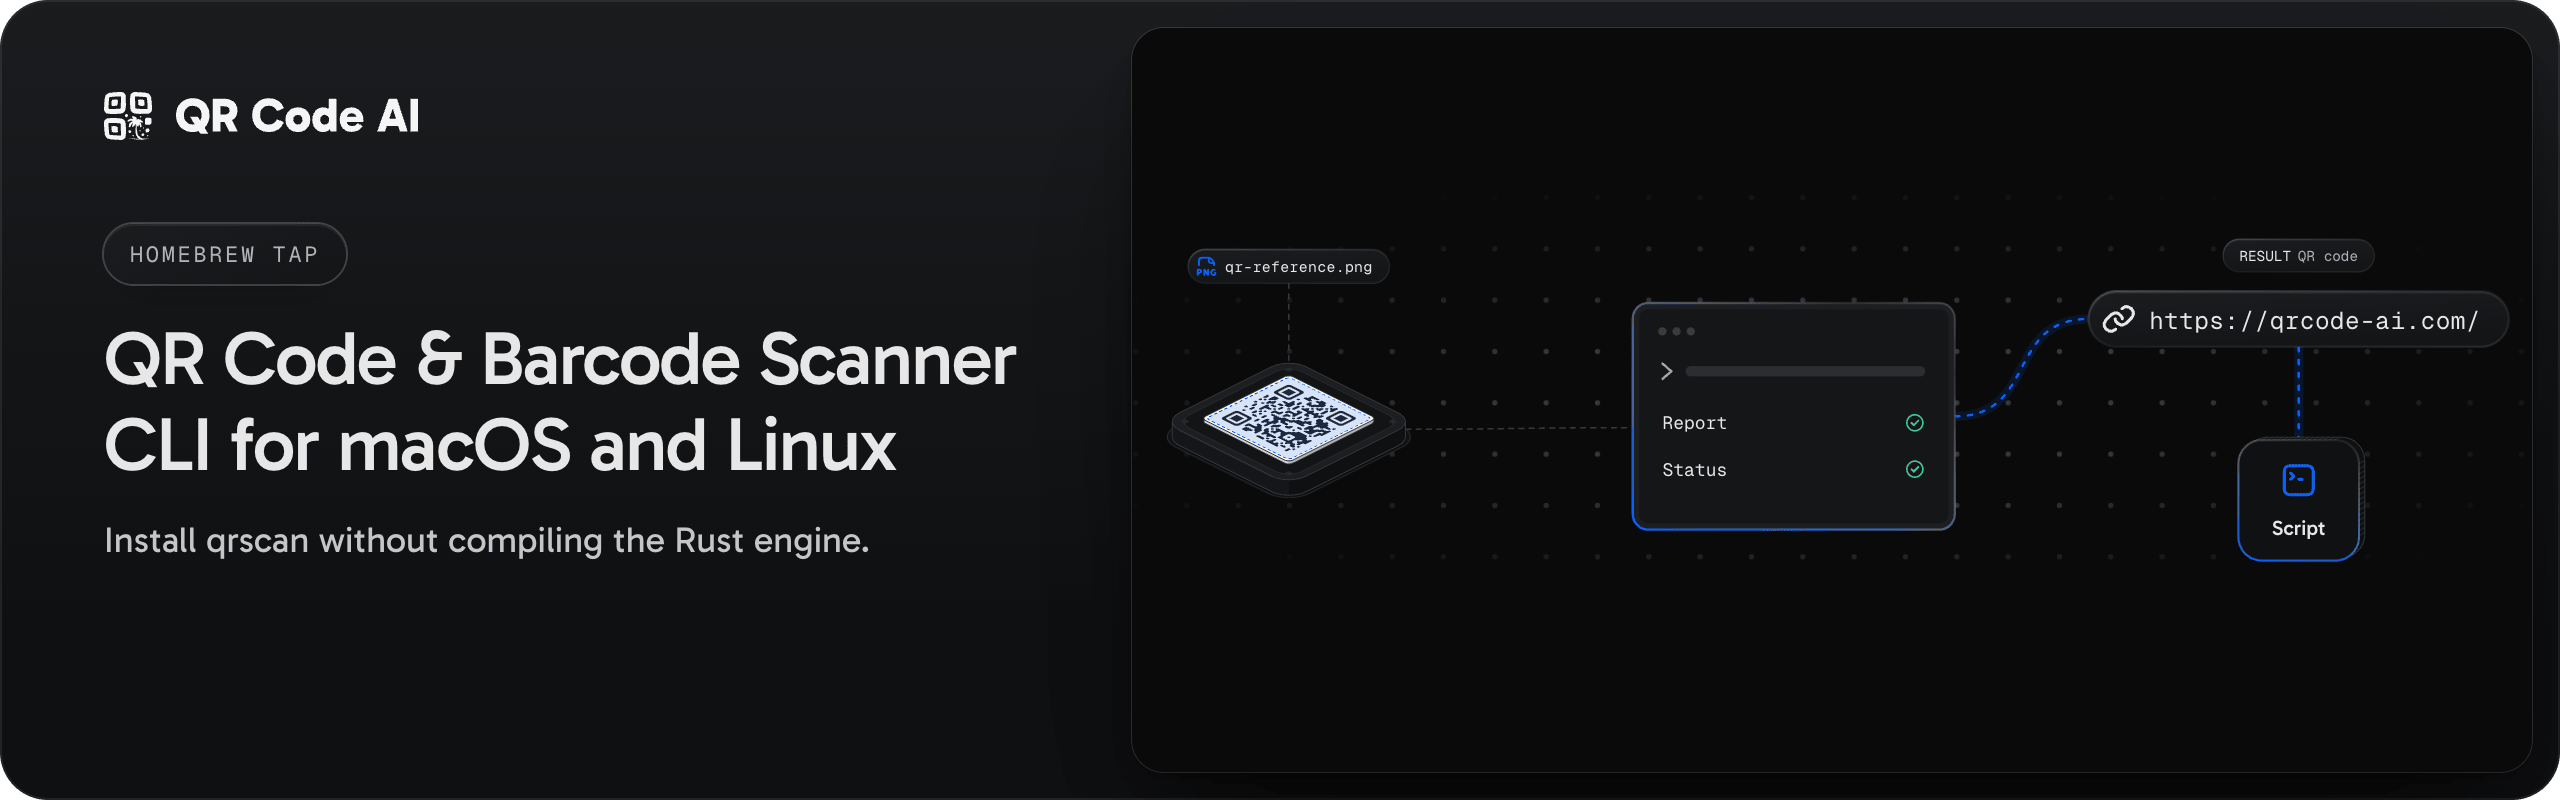 QR Code AI
HOMEBREW TAP
QR Code & Barcode Scanner
CLI for macOS and Linux
Install qrscan without compiling the Rust engine.
PNG qr-reference.png
Report
Status
RESULT QR code
https://qrcode-ai.com/
Script